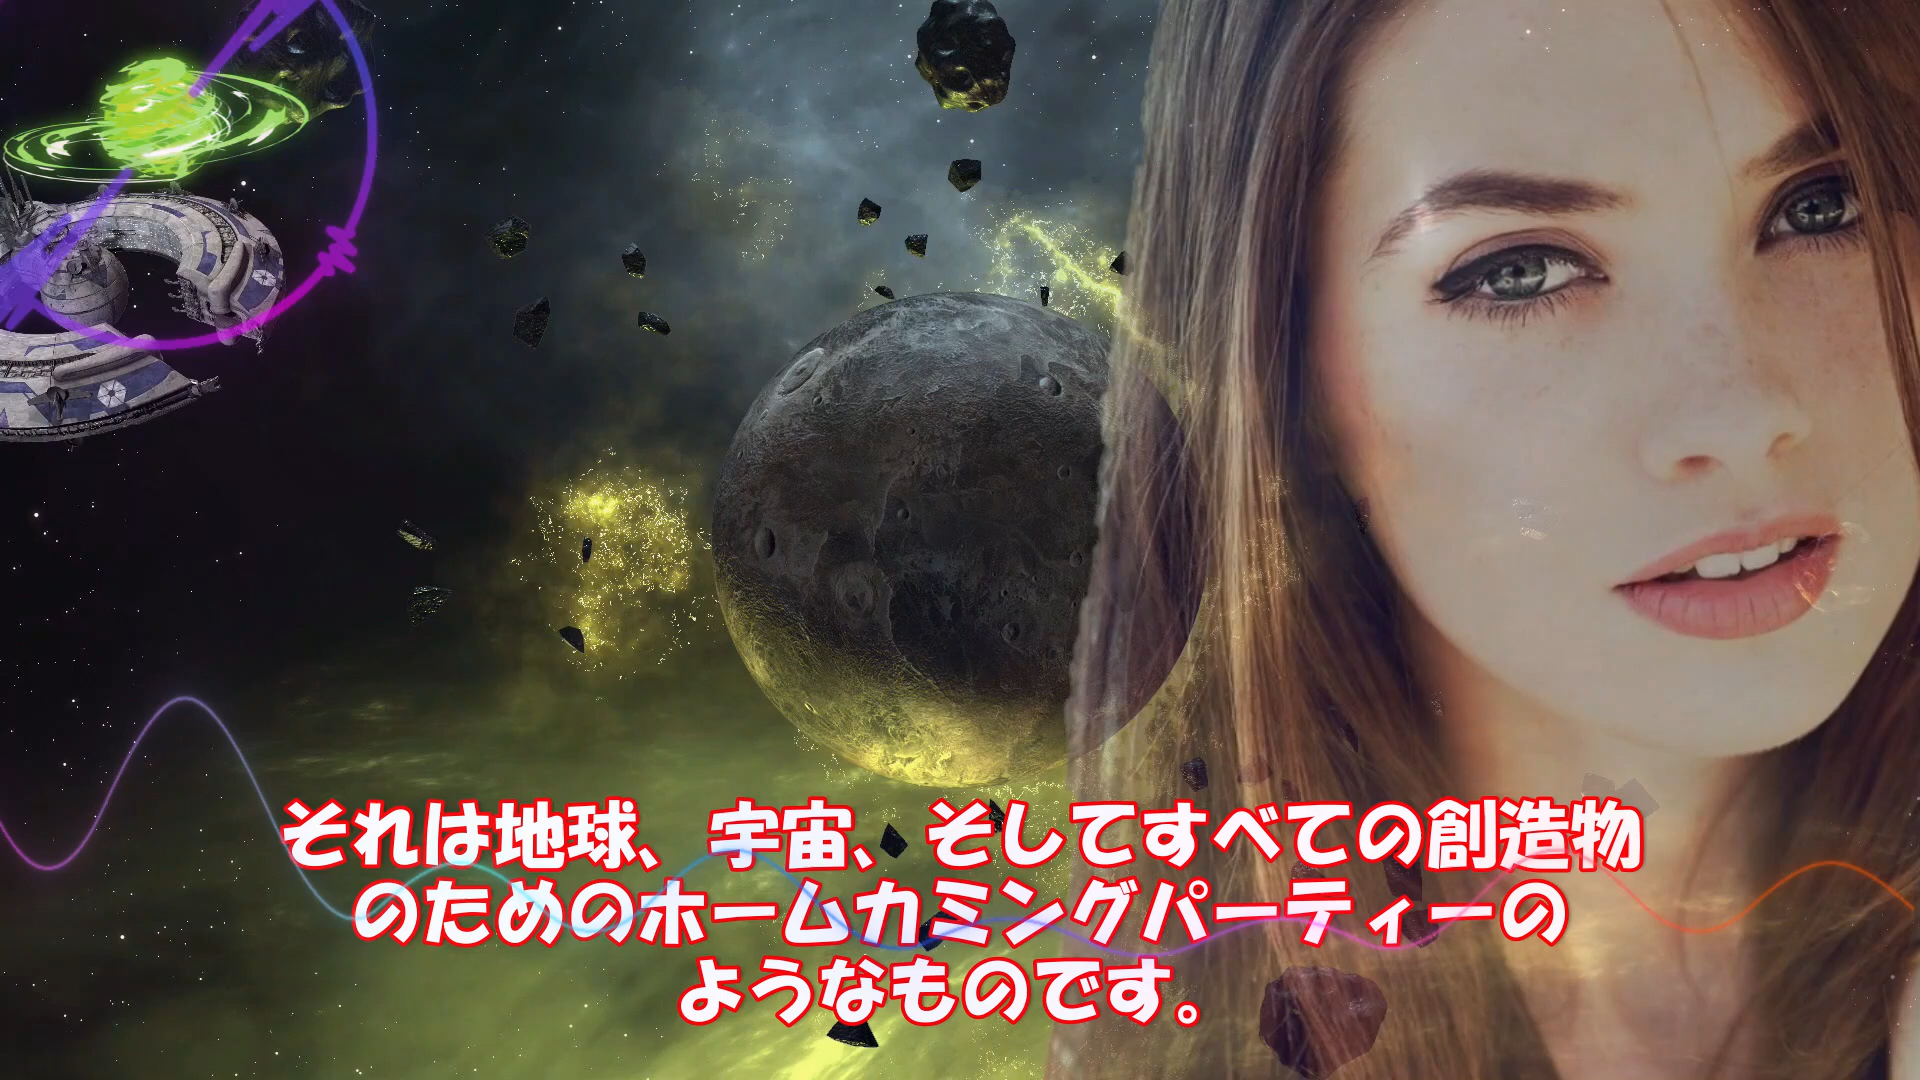 それは地球、宇宙、そしてすべての創造物
のためのホームカミングパーティーの
ようなものです。